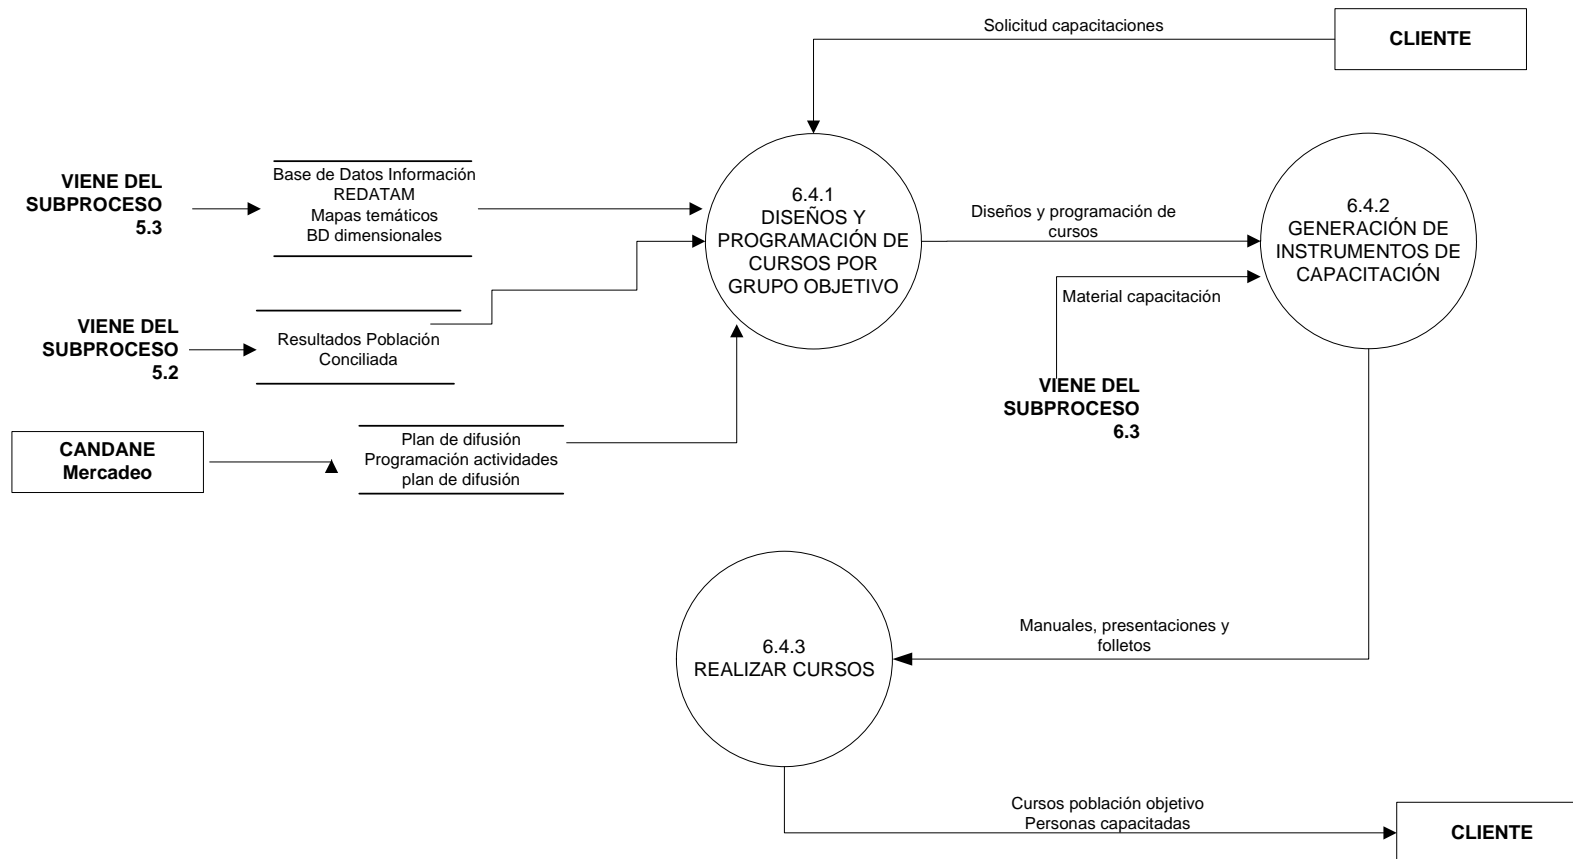 Solicitud capacitaciones
CLIENTE
VIENE DEL
SUBPROCESO
5.3
Base de Datos Información
REDATAM
Mapas temáticos
BD dimensionales
6.4.1
DISEÑOS Y
PROGRAMACIÓN DE
CURSOS POR
GRUPO OBJETIVO
Diseños y programación de
cursos
6.4.2
GENERACIÓN DE
INSTRUMENTOS DE
CAPACITACIÓN
Material capacitación
VIENE DEL
SUBPROCESO
5.2
Resultados Población
Conciliada
VIENE DEL
SUBPROCESO
6.3
CANDANE
Mercadeo
Plan de difusión
Programación actividades
plan de difusión
6.4.3
REALIZAR CURSOS
Manuales, presentaciones y
folletos
Cursos población objetivo
Personas capacitadas
CLIENTE